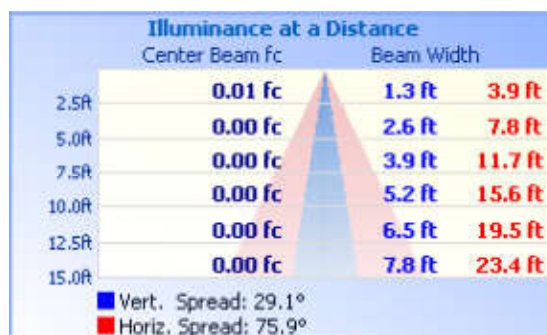 Illuminance at a Distance
Center Beam fc Beam Width
2.5ft 0.01 fc 1.3 ft 3.9 ft
5.0ft 0.00 fc 2.6 ft 7.8 ft
7.5ft 0.00 fc 3.9 ft 11.7 ft
10.0ft 0.00 fc 5.2 ft 15.6 ft
12.5ft 0.00 fc 6.5 ft 19.5 ft
15.0ft 0.00 fc 7.8 ft 23.4 ft
Vert. Spread: 29.1°
Horiz. Spread: 75.9°